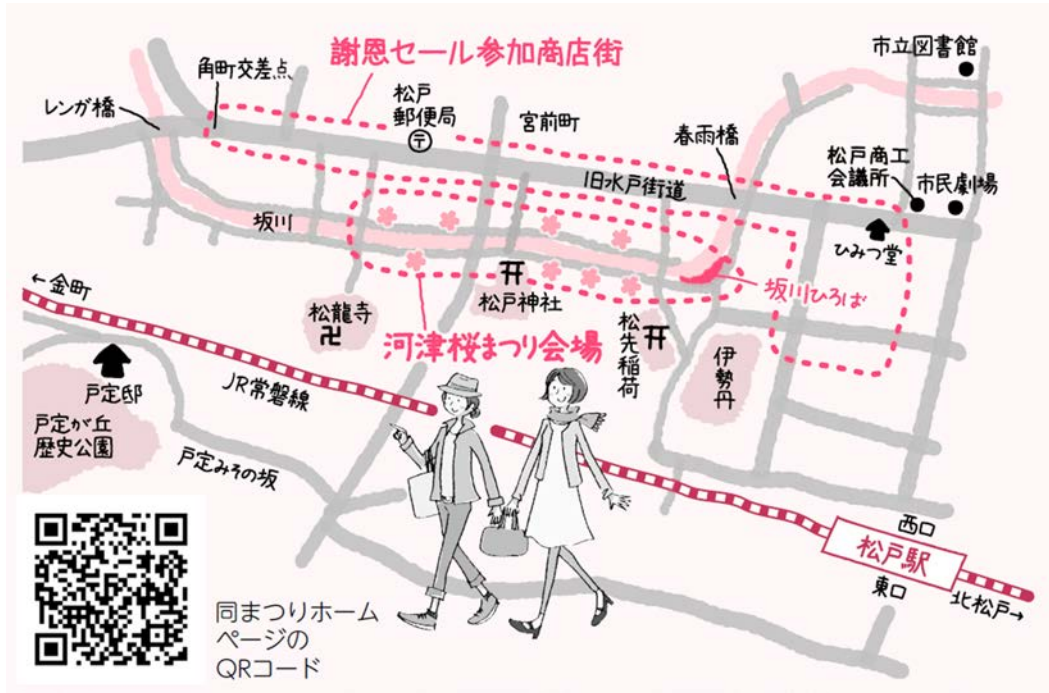 謝恩セール参加商店街
市立図書館
角町交差点
レンガ橋
松戸
郵便局
〒
宮前町
春雨橋
松戸商工
会議所
市民劇場
旧水戸街道
坂川
ひみつ堂
坂川ひろば
←金町
松龍寺
卍
松戸神社
河津桜まつり会場
松先稲荷
伊勢丹
戸定邸
JR常磐線
戸定が丘
歴史公園
戸定みその坂
西口
松戸駅
東口
北松戸→
同まつりホーム
ページの
QRコード